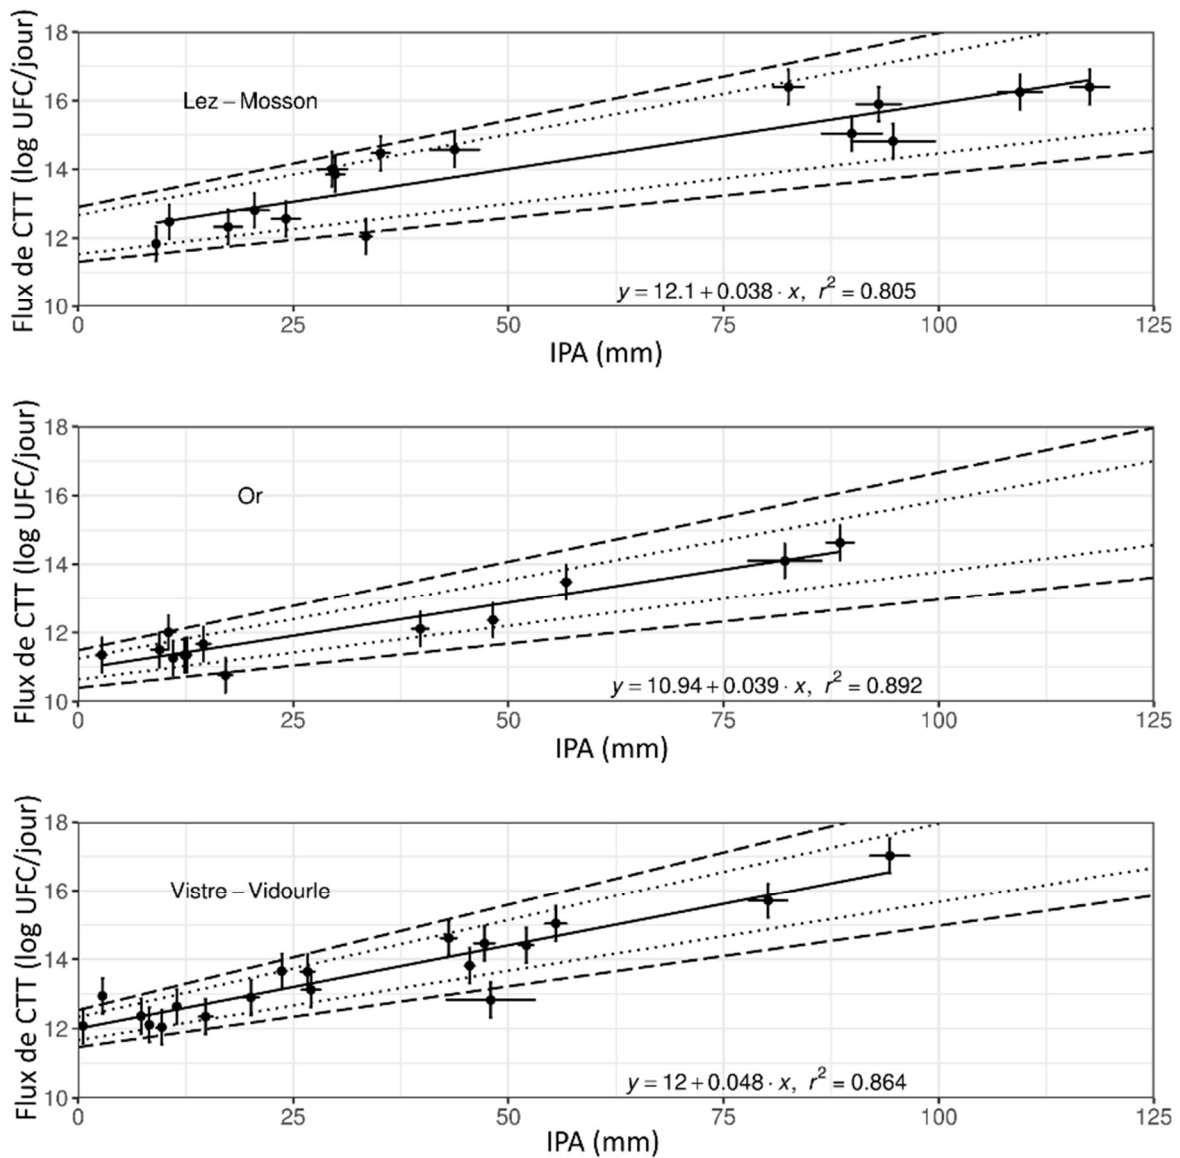 Flux de CTT (log UFC/jour)
18
16
14
12
10
Lez – Mosson
y = 12.1 + 0.038 · x, r² = 0.805
0 25 50 75 100 125
IPA (mm)
Flux de CTT (log UFC/jour)
18
16
14
12
10
Or
y = 10.94 + 0.039 · x, r² = 0.892
0 25 50 75 100 125
IPA (mm)
Flux de CTT (log UFC/jour)
18
16
14
12
10
Vistre – Vidourle
y = 12 + 0.048 · x, r² = 0.864
0 25 50 75 100 125
IPA (mm)